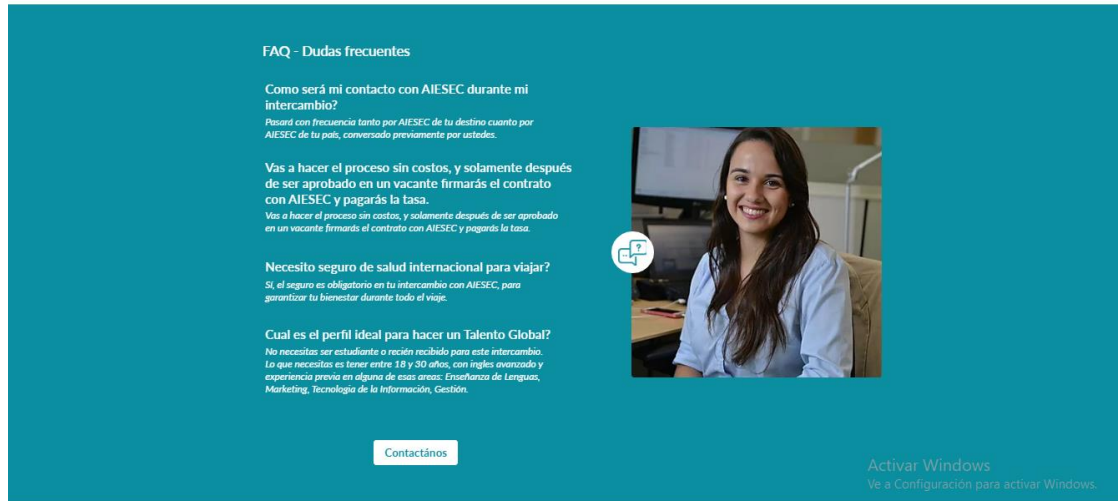 FAQ - Dudas frecuentes
Como será mi contacto con AIESEC durante mi
intercambio?
Pasará con frecuencia tanto por AIESEC de tu destino cuanto por
AIESEC de tu país, conversado previamente por ustedes.
Vas a hacer el proceso sin costos, y solamente después
de ser aprobado en un vacante firmarás el contrato
con AIESEC y pagarás la tasa.
Vas a hacer el proceso sin costos, y solamente después de ser aprobado
en un vacante firmarás el contrato con AIESEC y pagarás la tasa.
Necesito seguro de salud internacional para viajar?
Sí, el seguro es obligatorio en tu intercambio con AIESEC, para
garantizar tu bienestar durante todo el viaje.
Cual es el perfil ideal para hacer un Talento Global?
No necesitas ser estudiante o recién recibido para este intercambio.
Lo que necesitas es tener entre 18 y 30 años, con ingles avanzado y
experiencia previa en alguna de esas areas: Enseñanza de Lenguas,
Marketing, Tecnologia de la Información, Gestión.
?
Contactános
Activar Windows
Ve a Configuración para activar Windows.